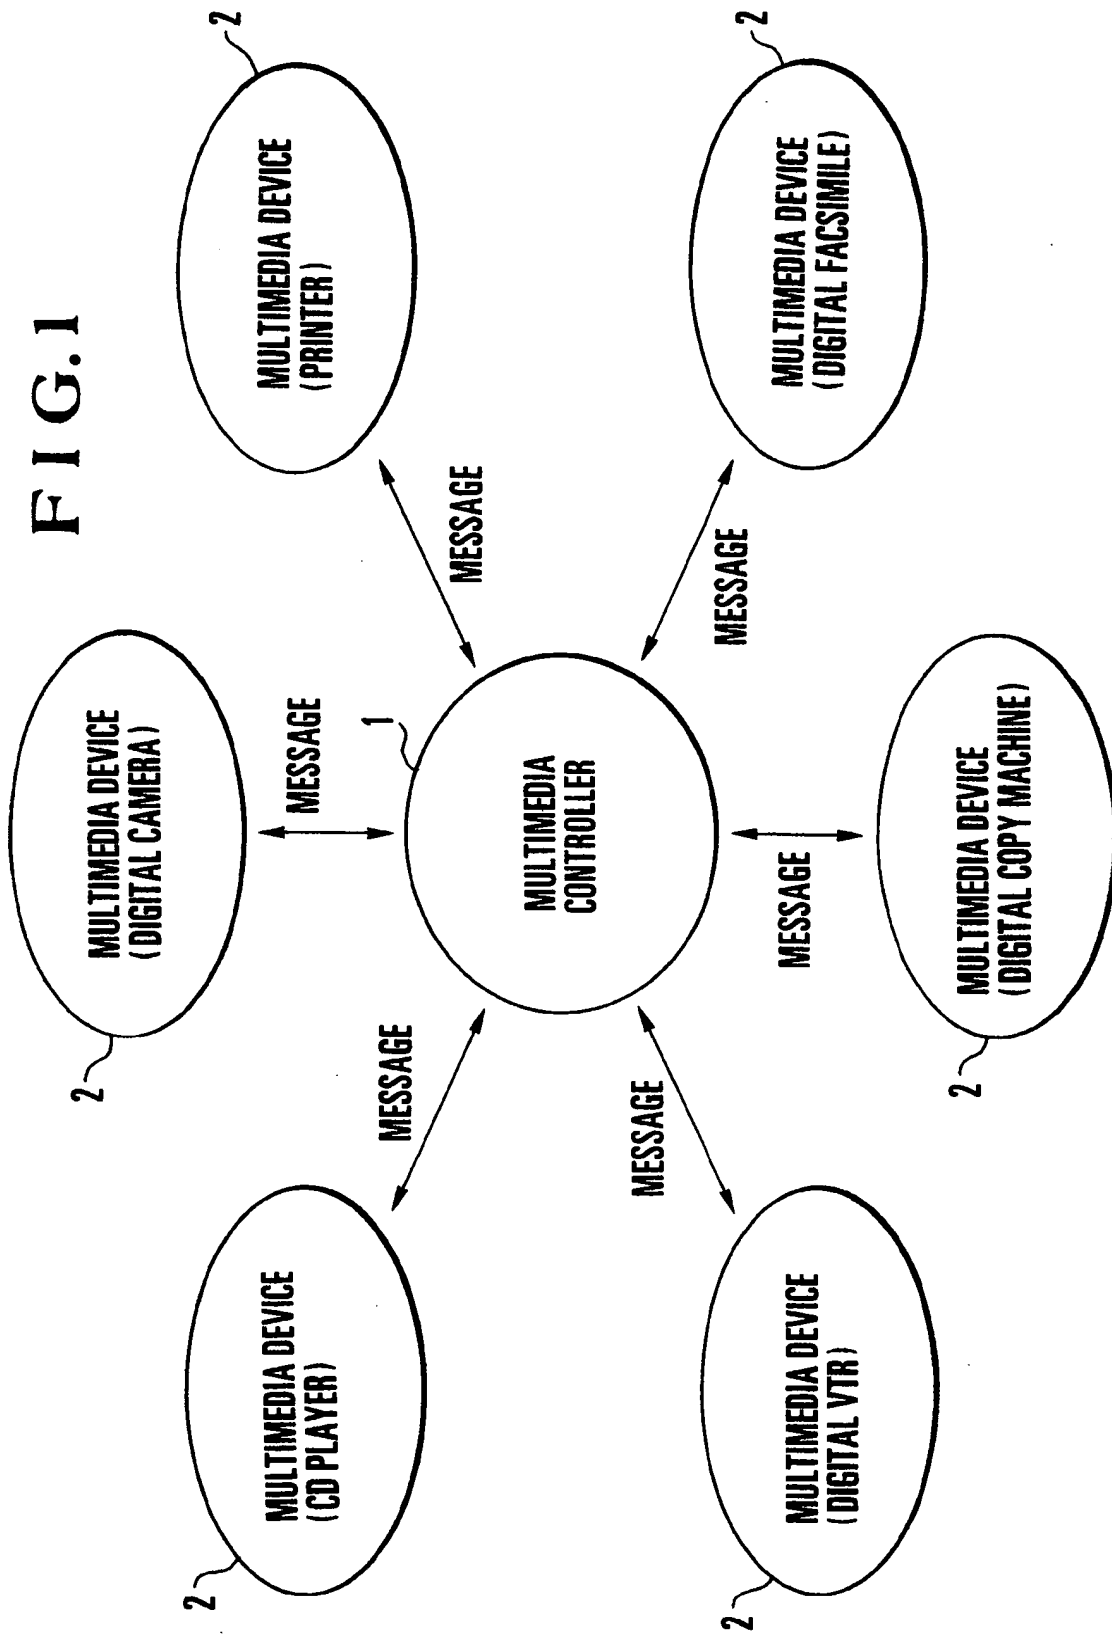 FIG.1
2
MULTIMEDIA DEVICE
(DIGITAL CAMERA)
2
MULTIMEDIA DEVICE
(CD PLAYER)
2
MULTIMEDIA DEVICE
(PRINTER)
MESSAGE
MESSAGE
MESSAGE
1
MULTIMEDIA
CONTROLLER
MESSAGE
MESSAGE
MESSAGE
2
MULTIMEDIA DEVICE
(DIGITAL VTR)
2
MULTIMEDIA DEVICE
(DIGITAL FACSIMILE)
2
MULTIMEDIA DEVICE
(DIGITAL COPY MACHINE)